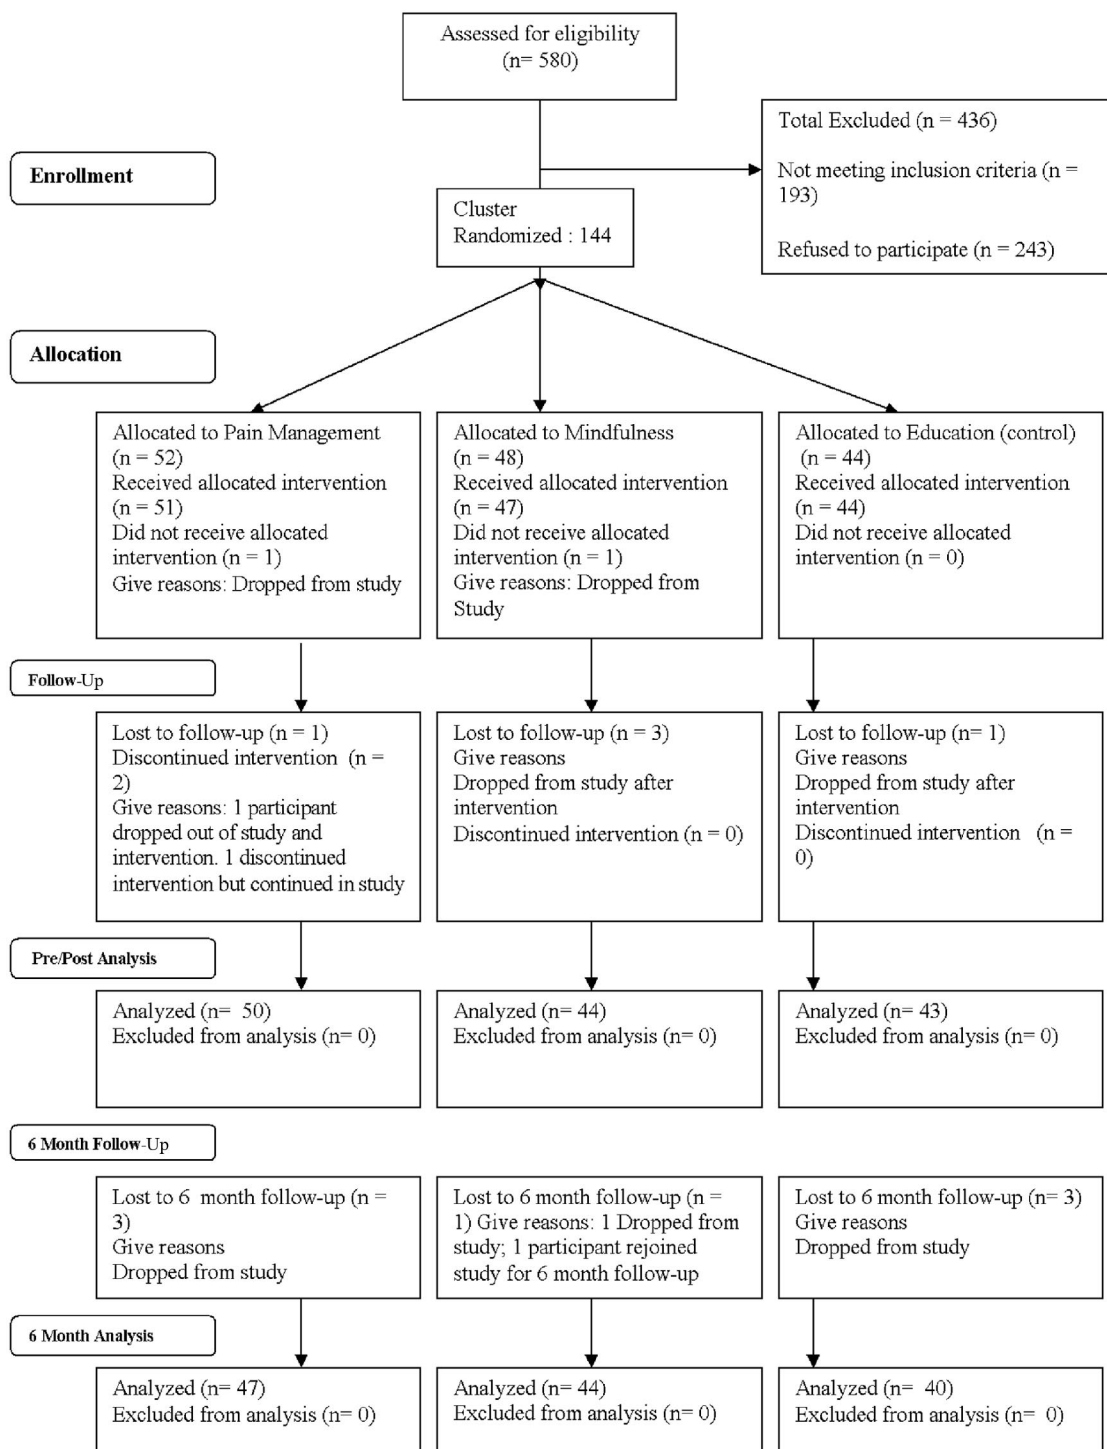 Assessed for eligibility
(n= 580)
Total Excluded (n = 436)
Not meeting inclusion criteria (n =
193)
Refused to participate (n = 243)
Enrollment
Cluster
Randomized : 144
Allocation
Allocated to Pain Management
(n = 52)
Received allocated intervention
(n = 51)
Did not receive allocated
intervention (n = 1)
Give reasons: Dropped from study
Allocated to Mindfulness
(n = 48)
Received allocated intervention
(n = 47)
Did not receive allocated
intervention (n = 1)
Give reasons: Dropped from
Study
Allocated to Education (control)
(n = 44)
Received allocated intervention
(n = 44)
Did not receive allocated
intervention (n = 0)
Follow-Up
Lost to follow-up (n = 1)
Discontinued intervention (n =
2)
Give reasons: 1 participant
dropped out of study and
intervention. 1 discontinued
intervention but continued in study
Lost to follow-up (n = 3)
Give reasons
Dropped from study after
intervention
Discontinued intervention (n = 0)
Lost to follow-up (n= 1)
Give reasons
Dropped from study after
intervention
Discontinued intervention (n =
0)
Pre/Post Analysis
Analyzed (n= 50)
Excluded from analysis (n= 0)
Analyzed (n= 44)
Excluded from analysis (n= 0)
Analyzed (n= 43)
Excluded from analysis (n= 0)
6 Month Follow-Up
Lost to 6 month follow-up (n =
3)
Give reasons
Dropped from study
Lost to 6 month follow-up (n =
1) Give reasons: 1 Dropped from
study; 1 participant rejoined
study for 6 month follow-up
Lost to 6 month follow-up (n= 3)
Give reasons
Dropped from study
6 Month Analysis
Analyzed (n= 47)
Excluded from analysis (n= 0)
Analyzed (n= 44)
Excluded from analysis (n= 0)
Analyzed (n= 40)
Excluded from analysis (n= 0)